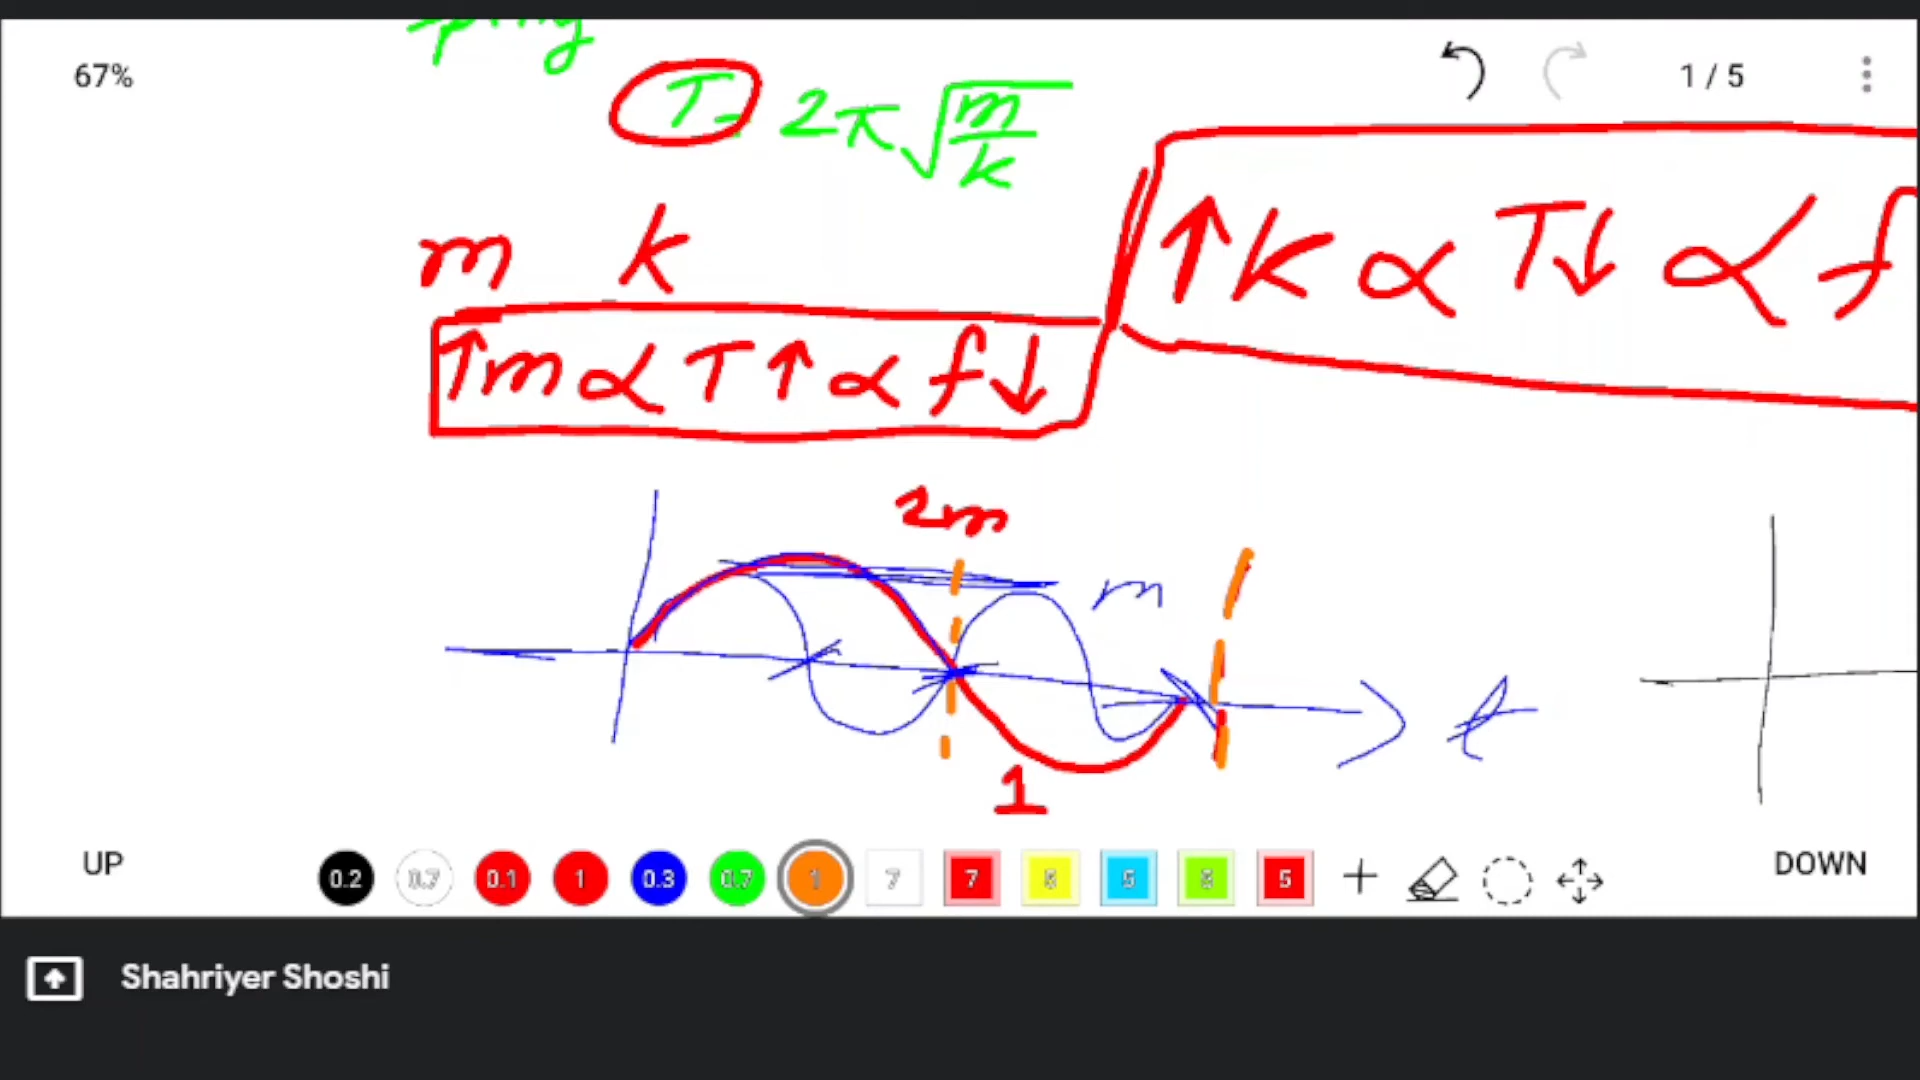 67%
1 / 5
T = 2π√m/k
m k
↑k ∝ T↓ ∝ f
↑m ∝ T↑ ∝ f↓
2m
m
t
1
UP
DOWN
0.2 0.7 0.1 1 0.3 0.7 1 7 7 8 5 8 5
Shahriyer Shoshi